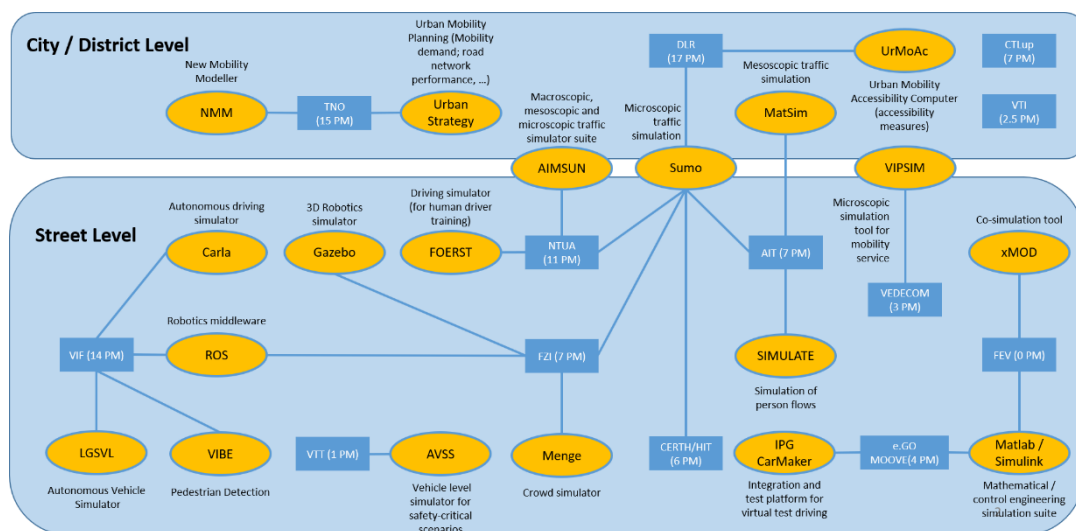 City / District Level
New Mobility
Modeller
NMM
TNO
(15 PM)
Urban Mobility
Planning (Mobility
demand; road
network
performance, ...)
Urban
Strategy
Macroscopic,
mesoscopic and
microscopic traffic
simulator suite
AIMSUN
Microscopic
traffic
simulation
DLR
(17 PM)
Sumo
Mesoscopic traffic
simulation
MatSim
UrMoAc
Urban Mobility
Accessibility Computer
(accessibility
measures)
CTLup
(7 PM)
VTI
(2.5 PM)
VIPSIM
Street Level
Autonomous driving
simulator
Carla
3D Robotics
simulator
Gazebo
Driving simulator
(for human driver
training)
FOERST
NTUA
(11 PM)
AIT (7 PM)
Microscopic
simulation
tool for
mobility
service
VEDECOM
(3 PM)
Co-simulation tool
xMOD
VIF (14 PM)
Robotics middleware
ROS
FZI (7 PM)
SIMULATE
Simulation of
person flows
FEV (0 PM)
LGSVL
Autonomous Vehicle
Simulator
VIBE
Pedestrian Detection
VTT (1 PM)
AVSS
Vehicle level
simulator for
safety-critical
scenarios
Menge
Crowd simulator
CERTH/HIT
(6 PM)
IPG
CarMaker
Integration and
test platform for
virtual test driving
e.GO
MOOVE(4 PM)
Matlab /
Simulink
Mathematical /
control engineering
simulation suite